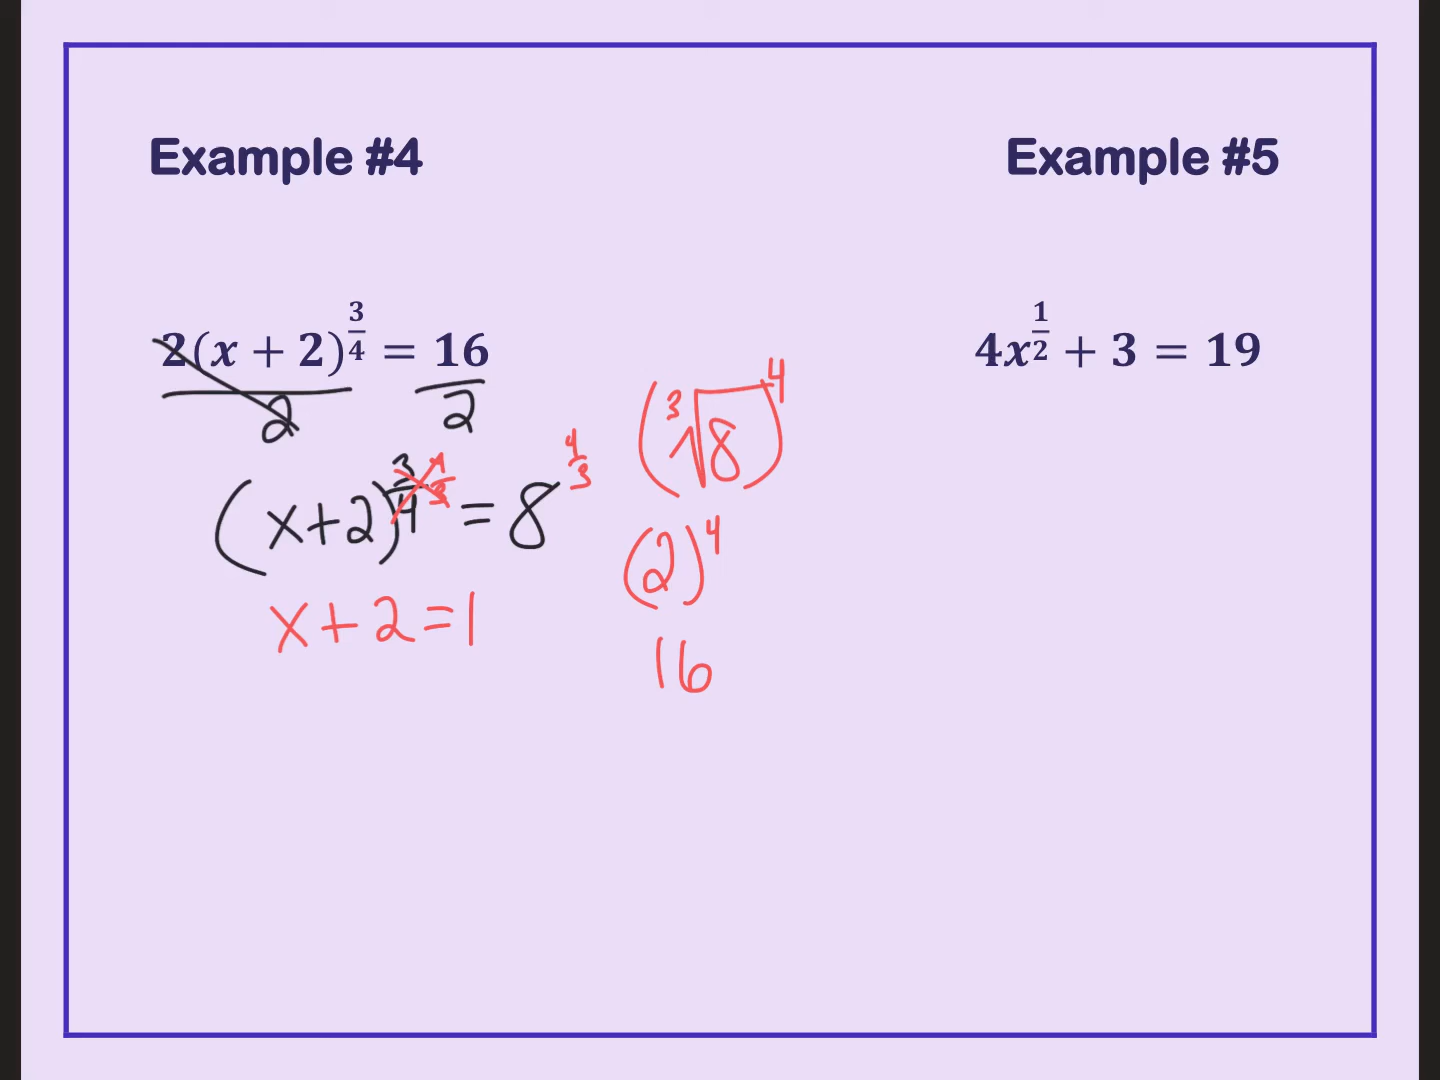 Example #4
2(x + 2)^(3/4) = 16
2 2
(x+2)^(3/4)^(4/3) = 8^(4/3)
x+2=1
(∛8)^4
(2)^4
16
Example #5
4x^(1/2) + 3 = 19